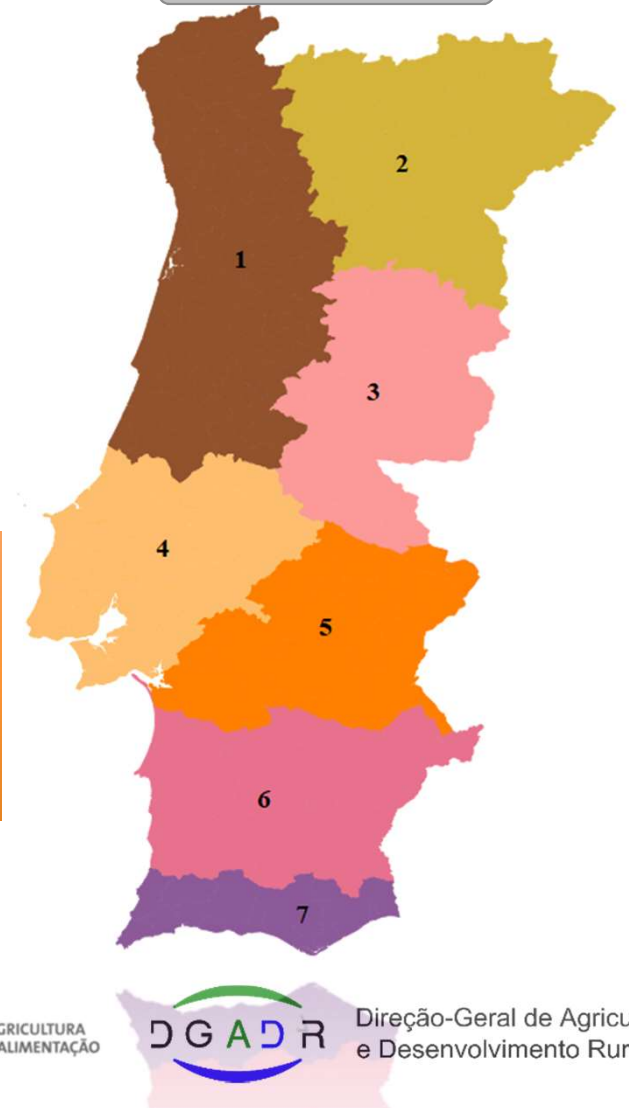 2
1
3
4
5
6
7
GRICULTURA
ALIMENTAÇÃO
DGADR
Direção-Geral de Agricu
e Desenvolvimento Rur